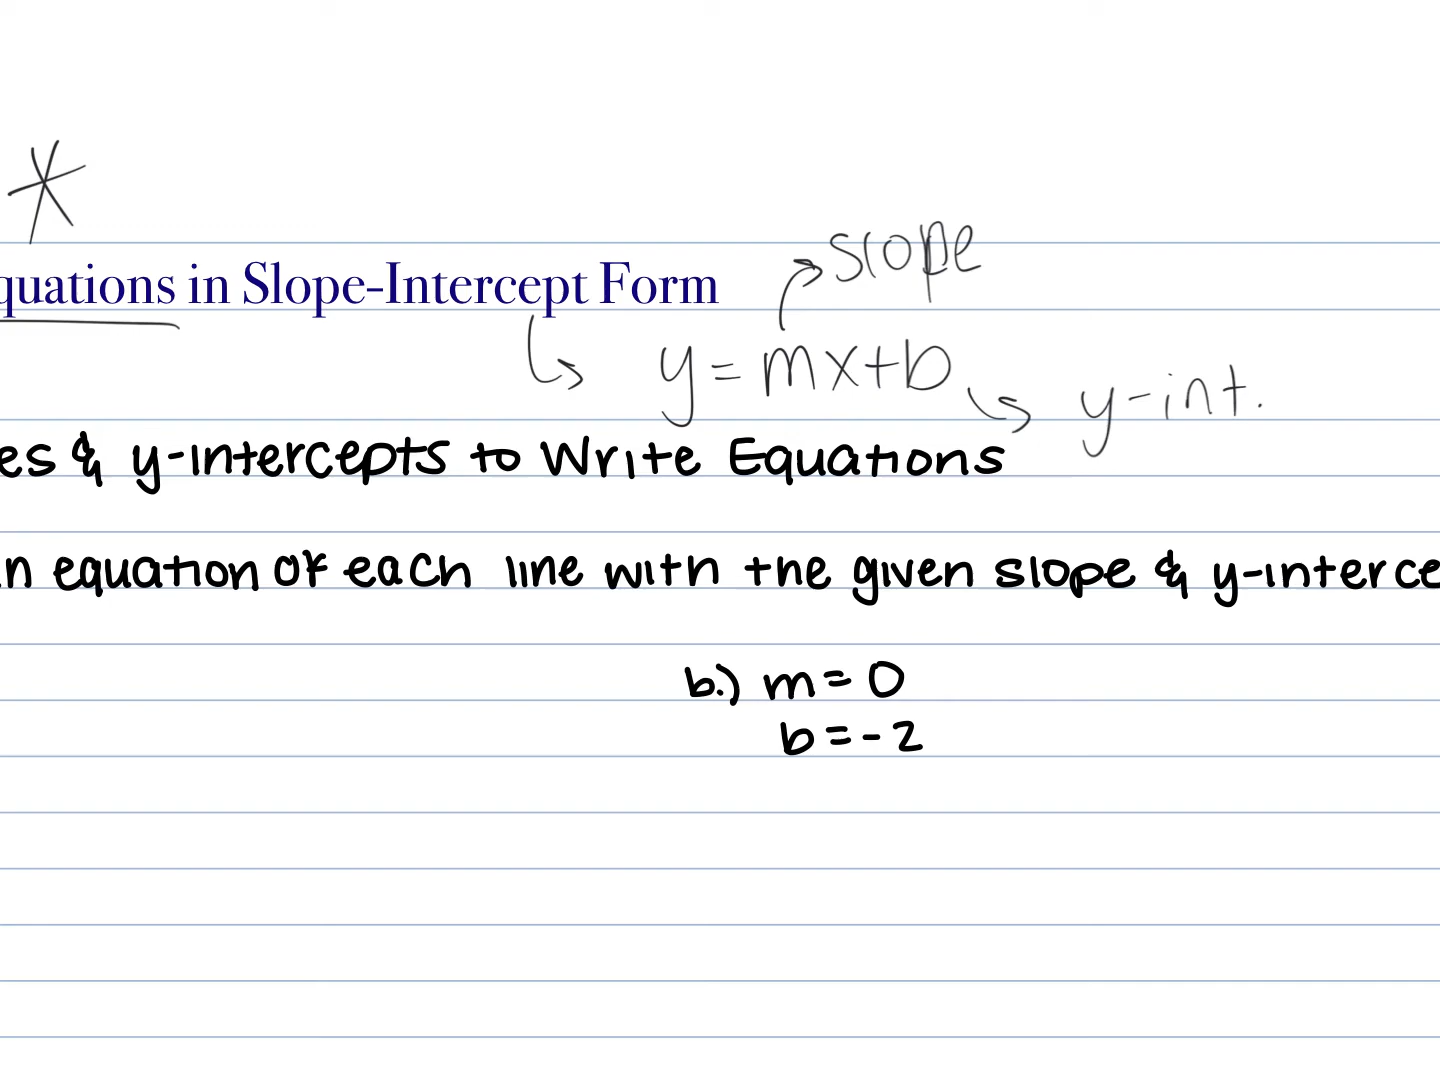 *
slope
quations in Slope-Intercept Form
y = mx+b
y-int.
es & y-intercepts to Write Equations
n equation of each line with the given slope & y-interce
b.) m = 0
b = -2